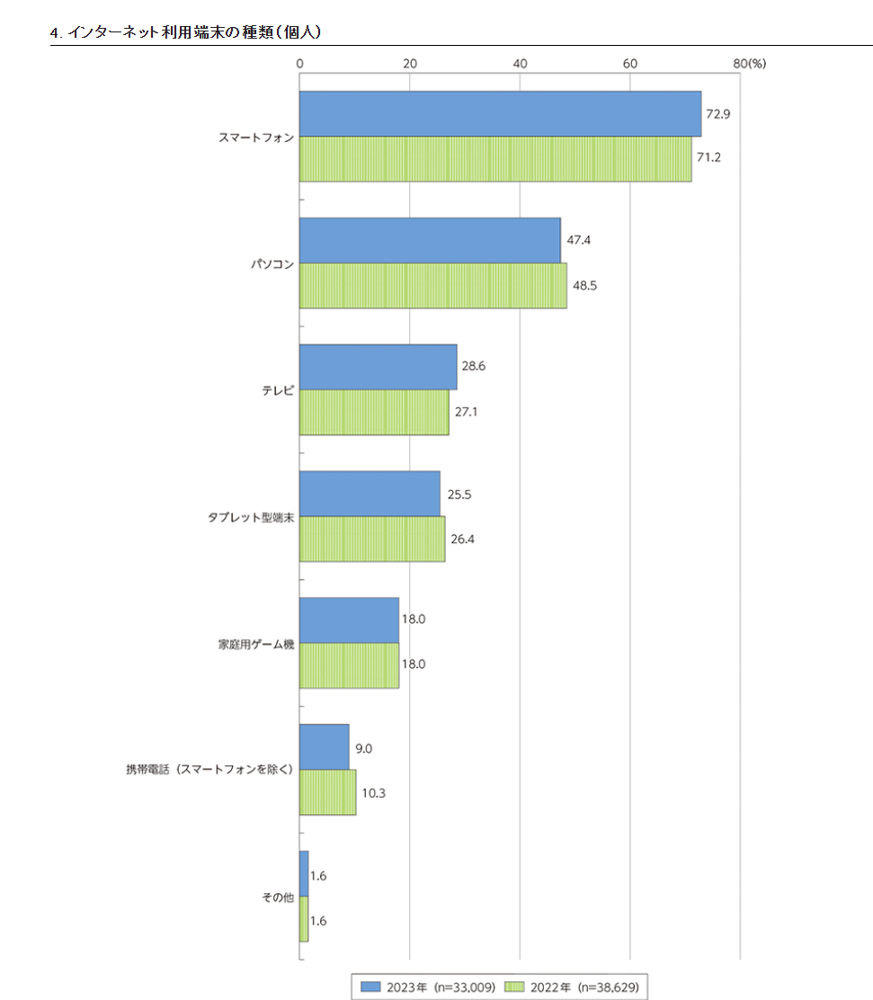 4. インターネット利用端末の種類(個人)
0 20 40 60 80(%)
スマートフォン
72.9
71.2
パソコン
47.4
48.5
テレビ
28.6
27.1
タブレット型端末
25.5
26.4
家庭用ゲーム機
18.0
18.0
携帯電話（スマートフォンを除く）
9.0
10.3
その他
1.6
1.6
2023年 (n=33,009) 2022年 (n=38,629)